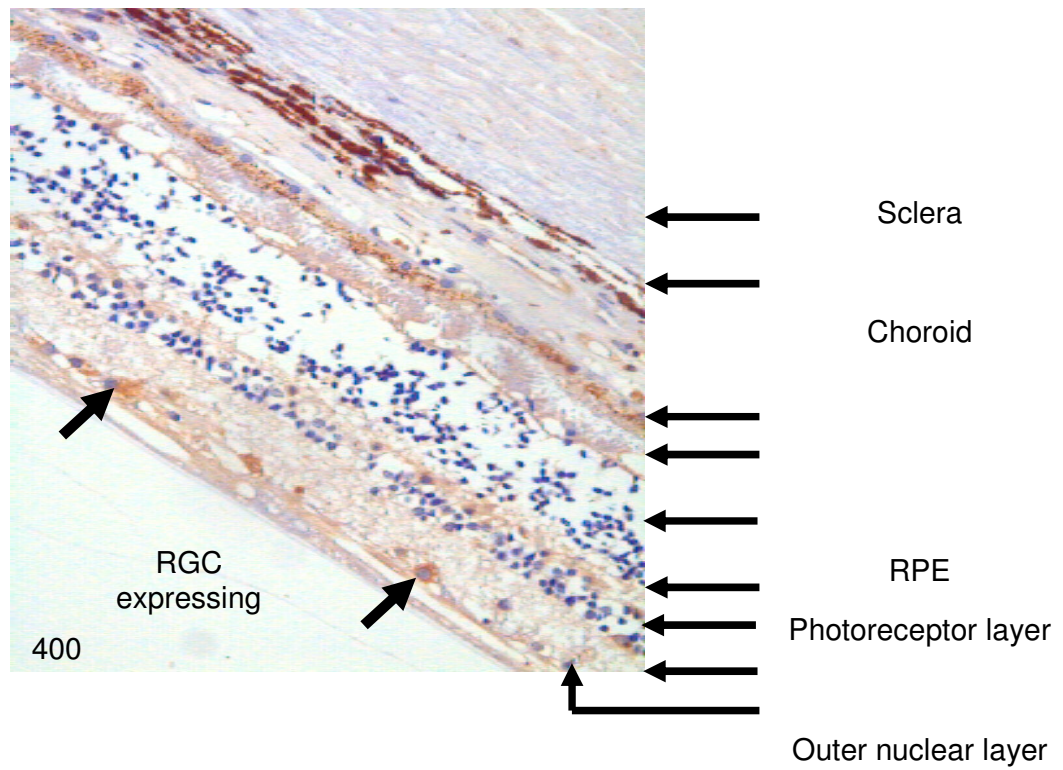 Sclera
Choroid
RGC
expressing
RPE
Photoreceptor layer
400
Outer nuclear layer